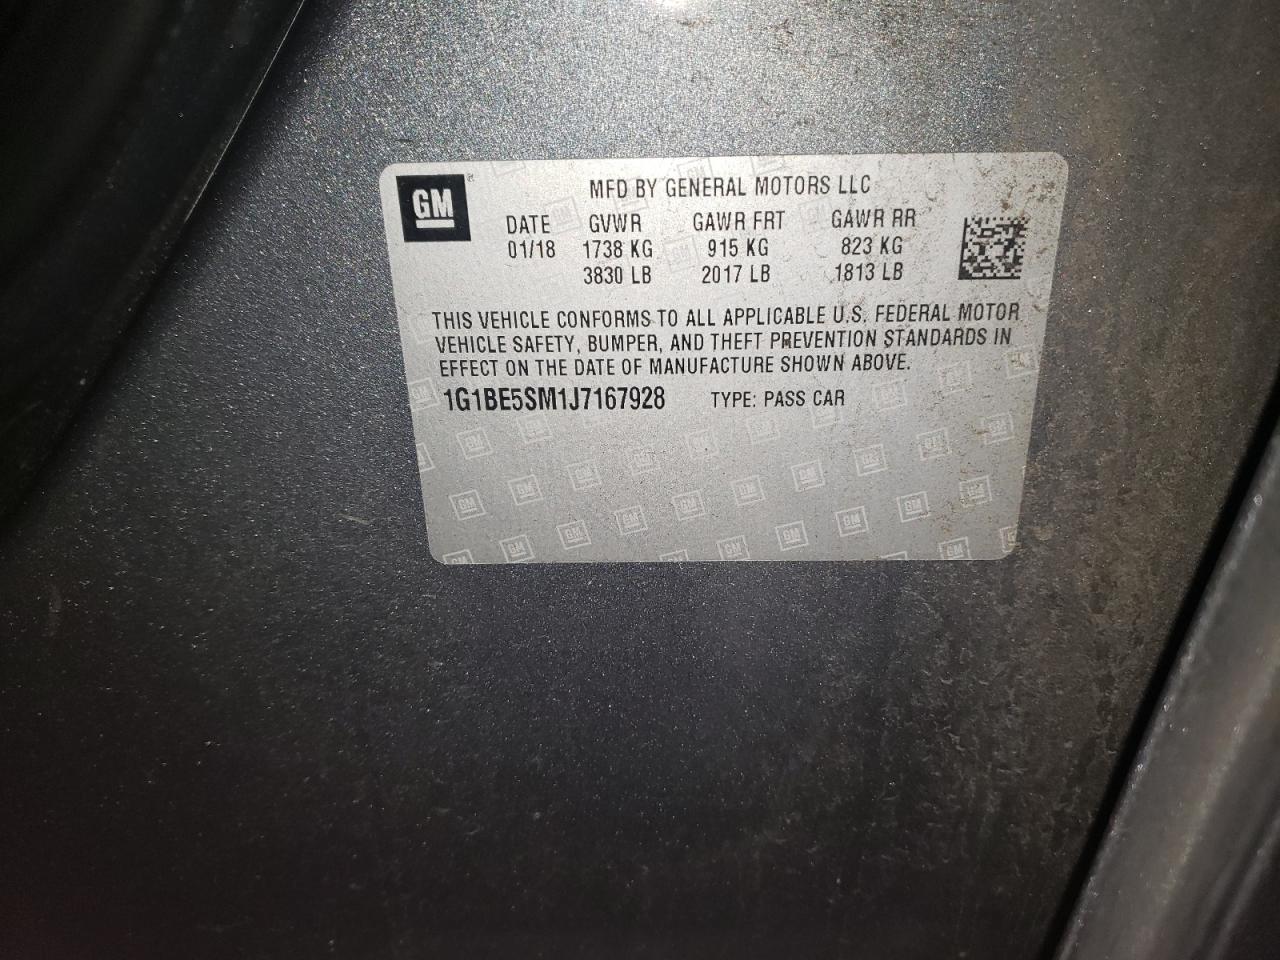 GM
MFD BY GENERAL MOTORS LLC
DATE GVWR GAWR FRT GAWR RR
01/18 1738 KG 915 KG 823 KG
3830 LB 2017 LB 1813 LB
THIS VEHICLE CONFORMS TO ALL APPLICABLE U.S. FEDERAL MOTOR
VEHICLE SAFETY, BUMPER, AND THEFT PREVENTION STANDARDS IN
EFFECT ON THE DATE OF MANUFACTURE SHOWN ABOVE.
1G1BE5SM1J7167928 TYPE: PASS CAR